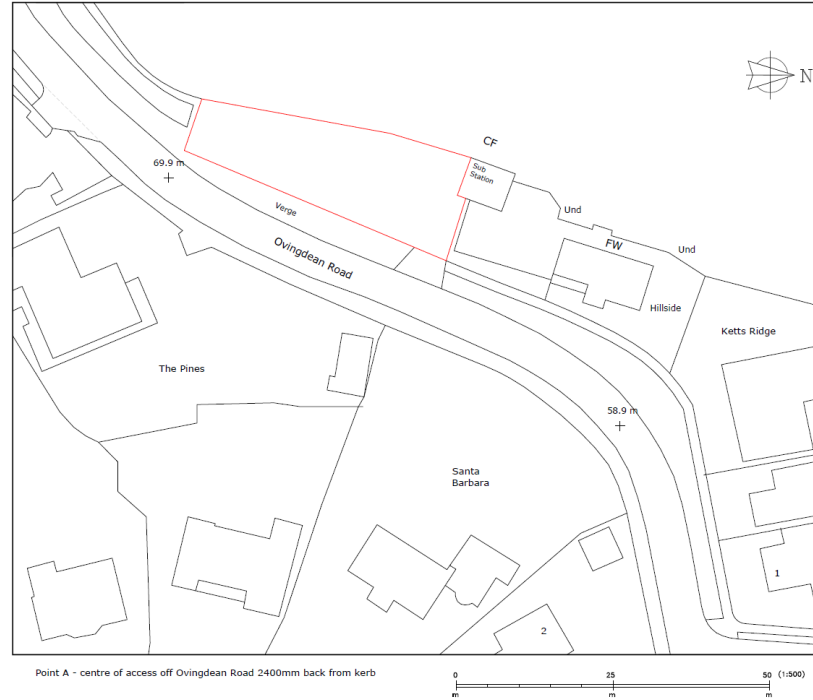 N
CF
Sub
Station
69.9 m
Verge
Und
Ovingdean Road
FW
Und
Hillside
Ketts Ridge
The Pines
58.9 m
Santa
Barbara
1
2
Point A - centre of access off Ovingdean Road 2400mm back from kerb
0 25 50 (1:500)
m m m